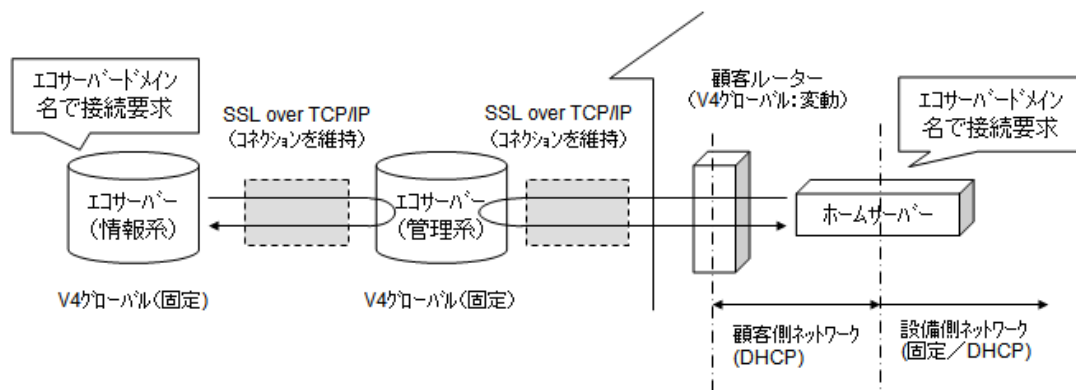 エコサーバードメイン
名で接続要求
SSL over TCP/IP
(コネクションを維持)
SSL over TCP/IP
(コネクションを維持)
顧客ルーター
(V4グローバル:変動)
エコサーバードメイン
名で接続要求
エコサーバー
(情報系)
エコサーバー
(管理系)
ホームサーバー
V4グローバル(固定)
V4グローバル(固定)
顧客側ネットワーク
(DHCP)
設備側ネットワーク
(固定/DHCP)